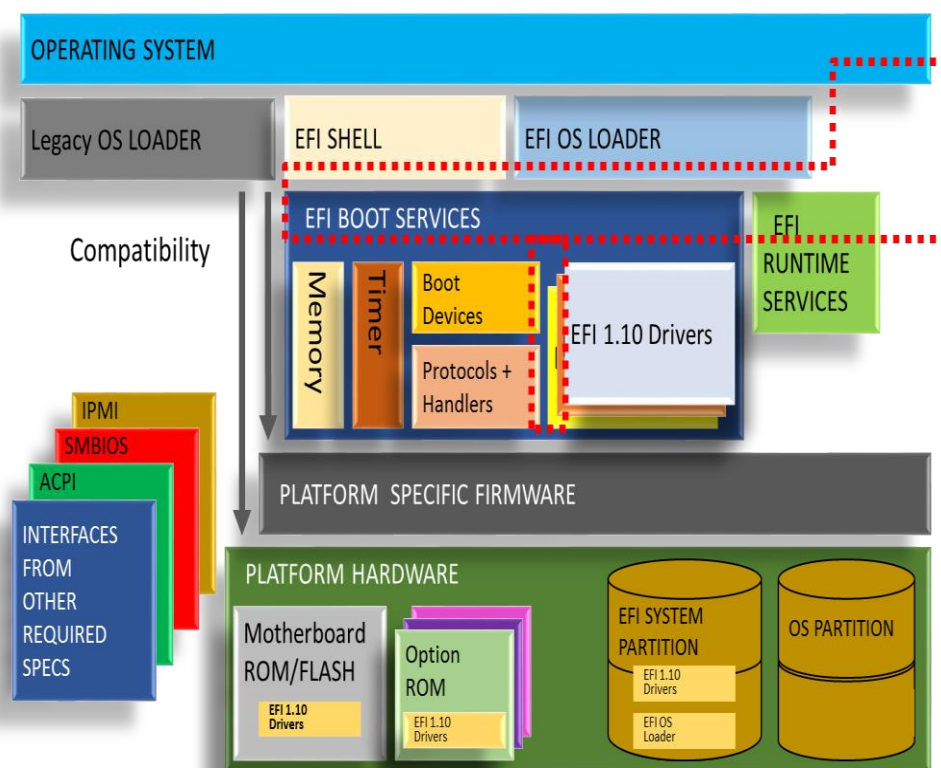 OPERATING SYSTEM
Legacy OS LOADER
EFI SHELL
EFI OS LOADER
Compatibility
EFI BOOT SERVICES
Memory
Timer
Boot
Devices
Protocols +
Handlers
EFI 1.10 Drivers
EFI
RUNTIME
SERVICES
IPMI
SMBIOS
ACPI
INTERFACES
FROM
OTHER
REQUIRED
SPECS
PLATFORM SPECIFIC FIRMWARE
PLATFORM HARDWARE
Motherboard
ROM/FLASH
EFI 1.10
Drivers
Option
ROM
EFI 1.10
Drivers
EFI SYSTEM
PARTITION
EFI 1.10
Drivers
EFI OS
Loader
OS PARTITION